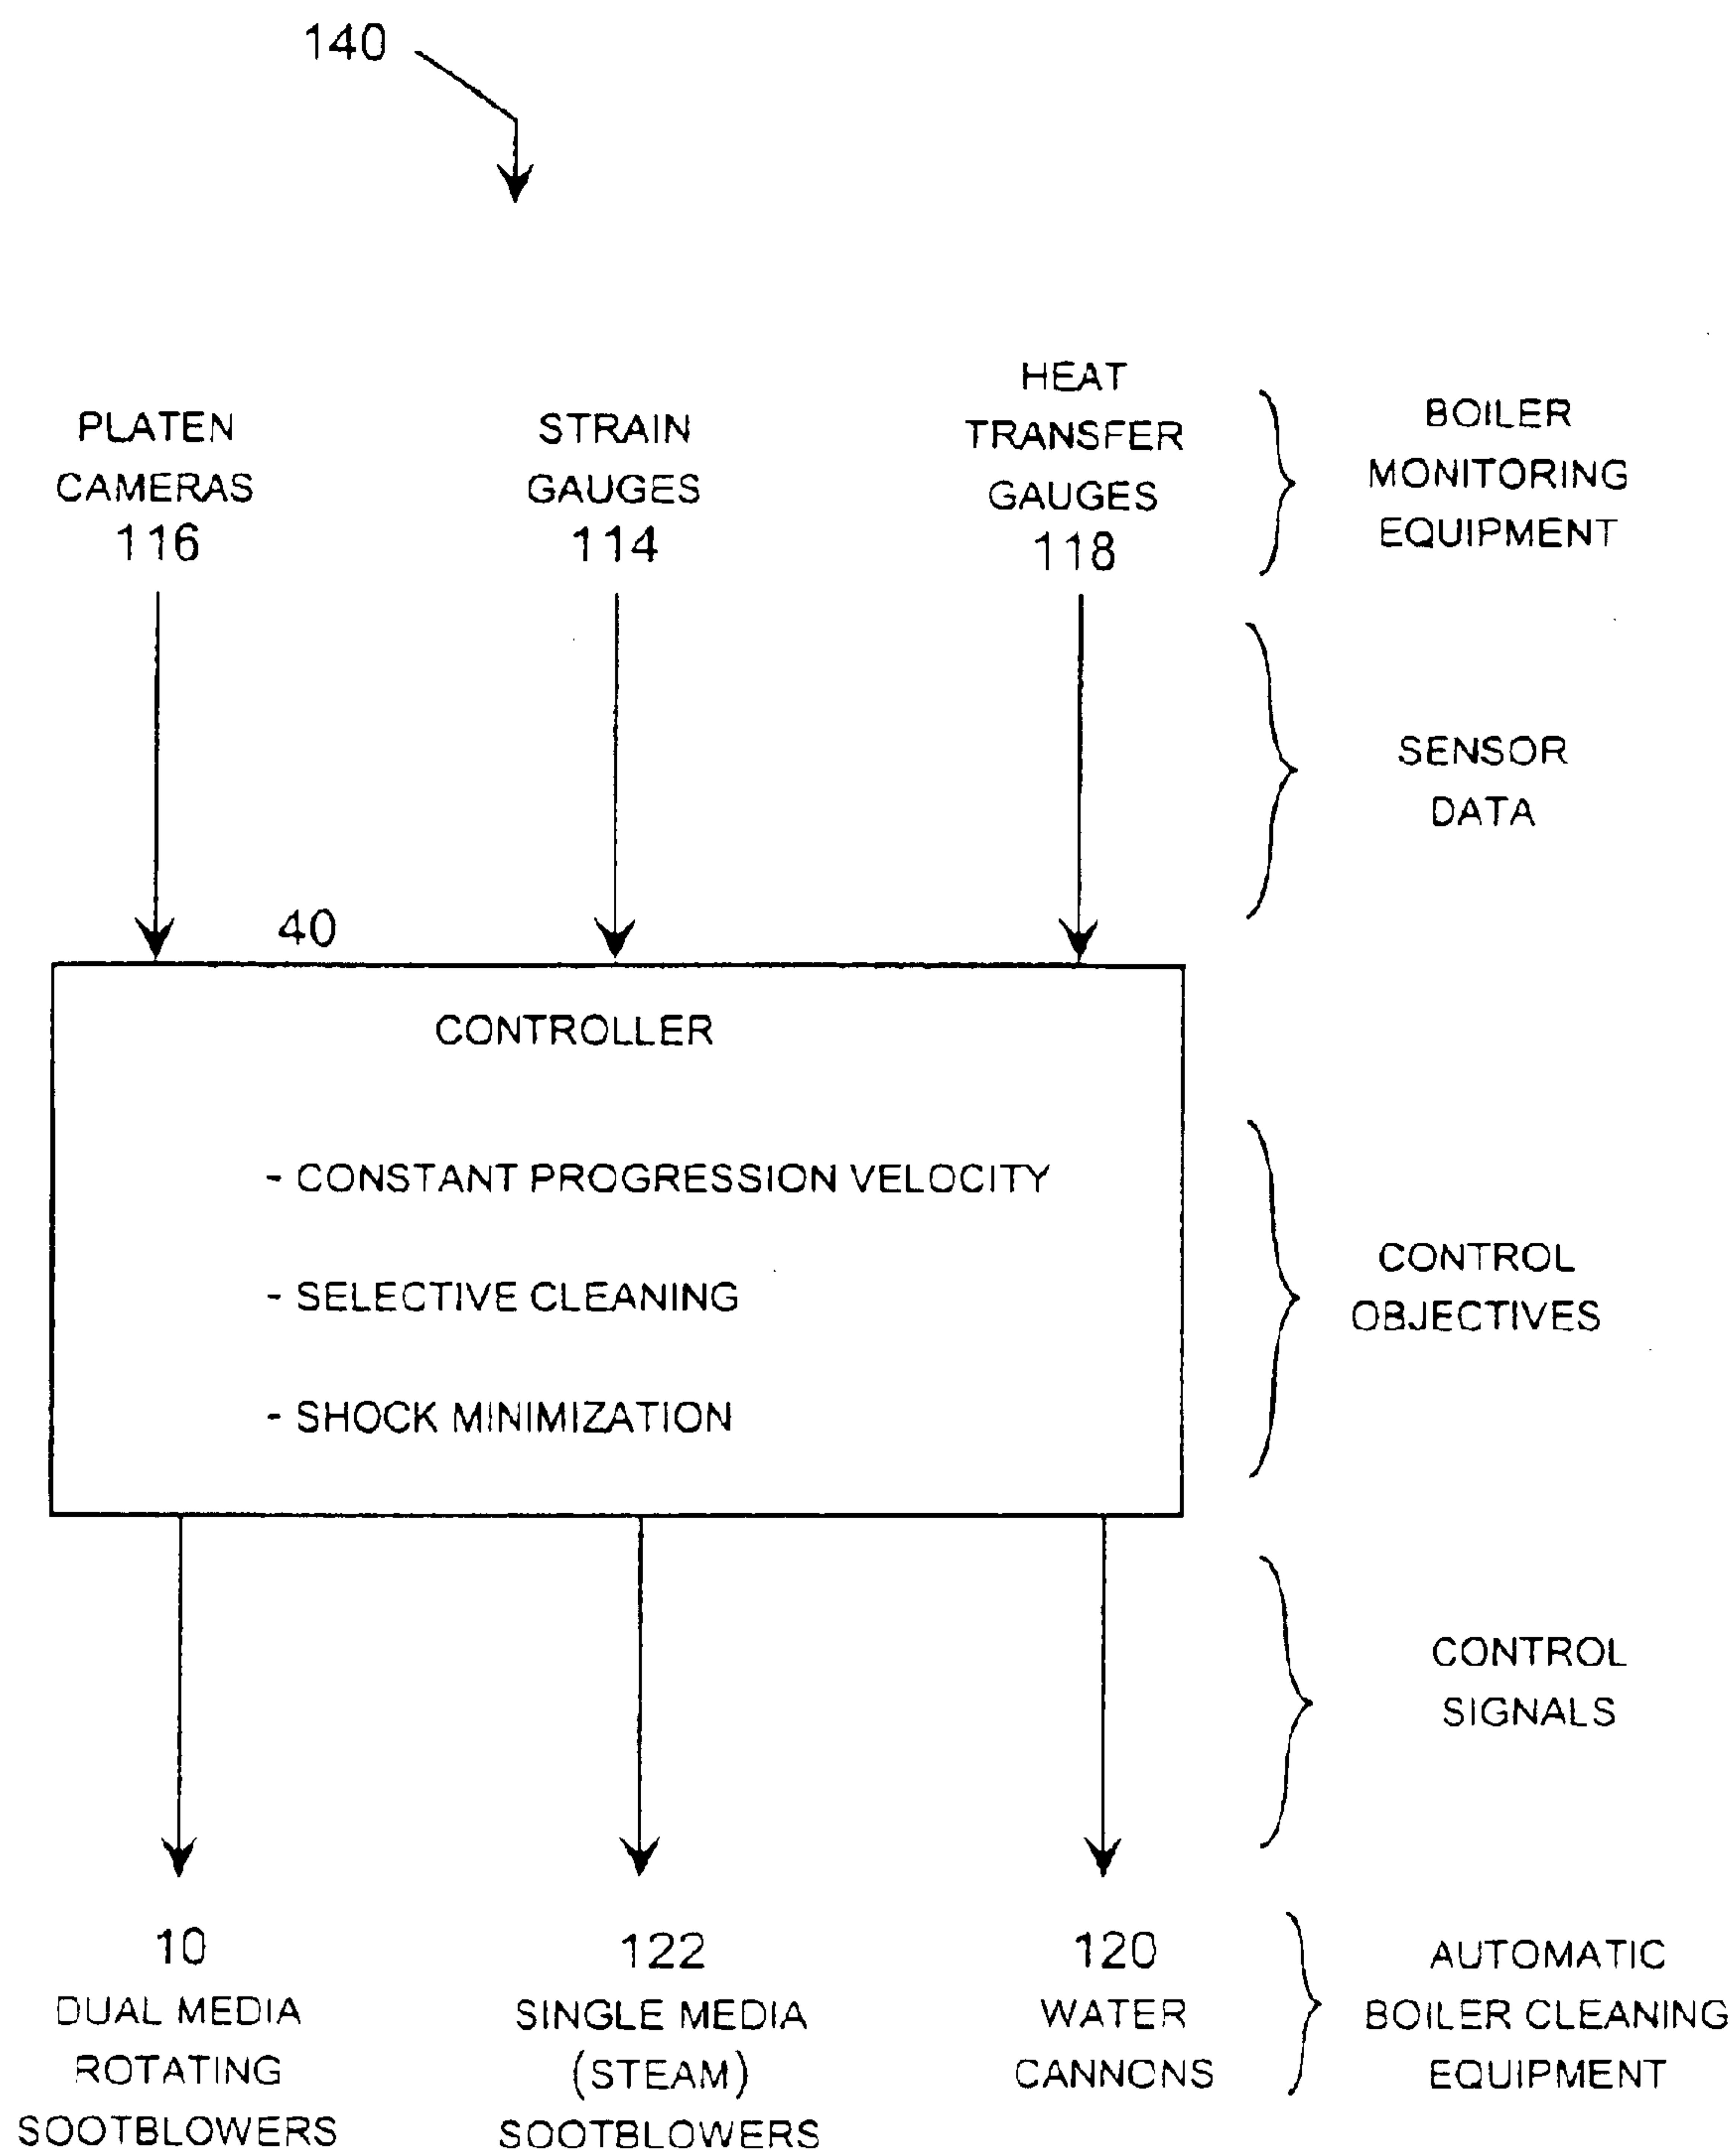 140
PLATEN
CAMERAS
116
STRAIN
GAUGES
114
HEAT
TRANSFER
GAUGES
118
BOILER
MONITORING
EQUIPMENT
SENSOR
DATA
40
CONTROLLER
- CONSTANT PROGRESSION VELOCITY
- SELECTIVE CLEANING
- SHOCK MINIMIZATION
CONTROL
OBJECTIVES
CONTROL
SIGNALS
10
DUAL MEDIA
ROTATING
SOOTBLOWERS
122
SINGLE MEDIA
(STEAM)
SOOTBLOWERS
120
WATER
CANNONS
AUTOMATIC
BOILER CLEANING
EQUIPMENT